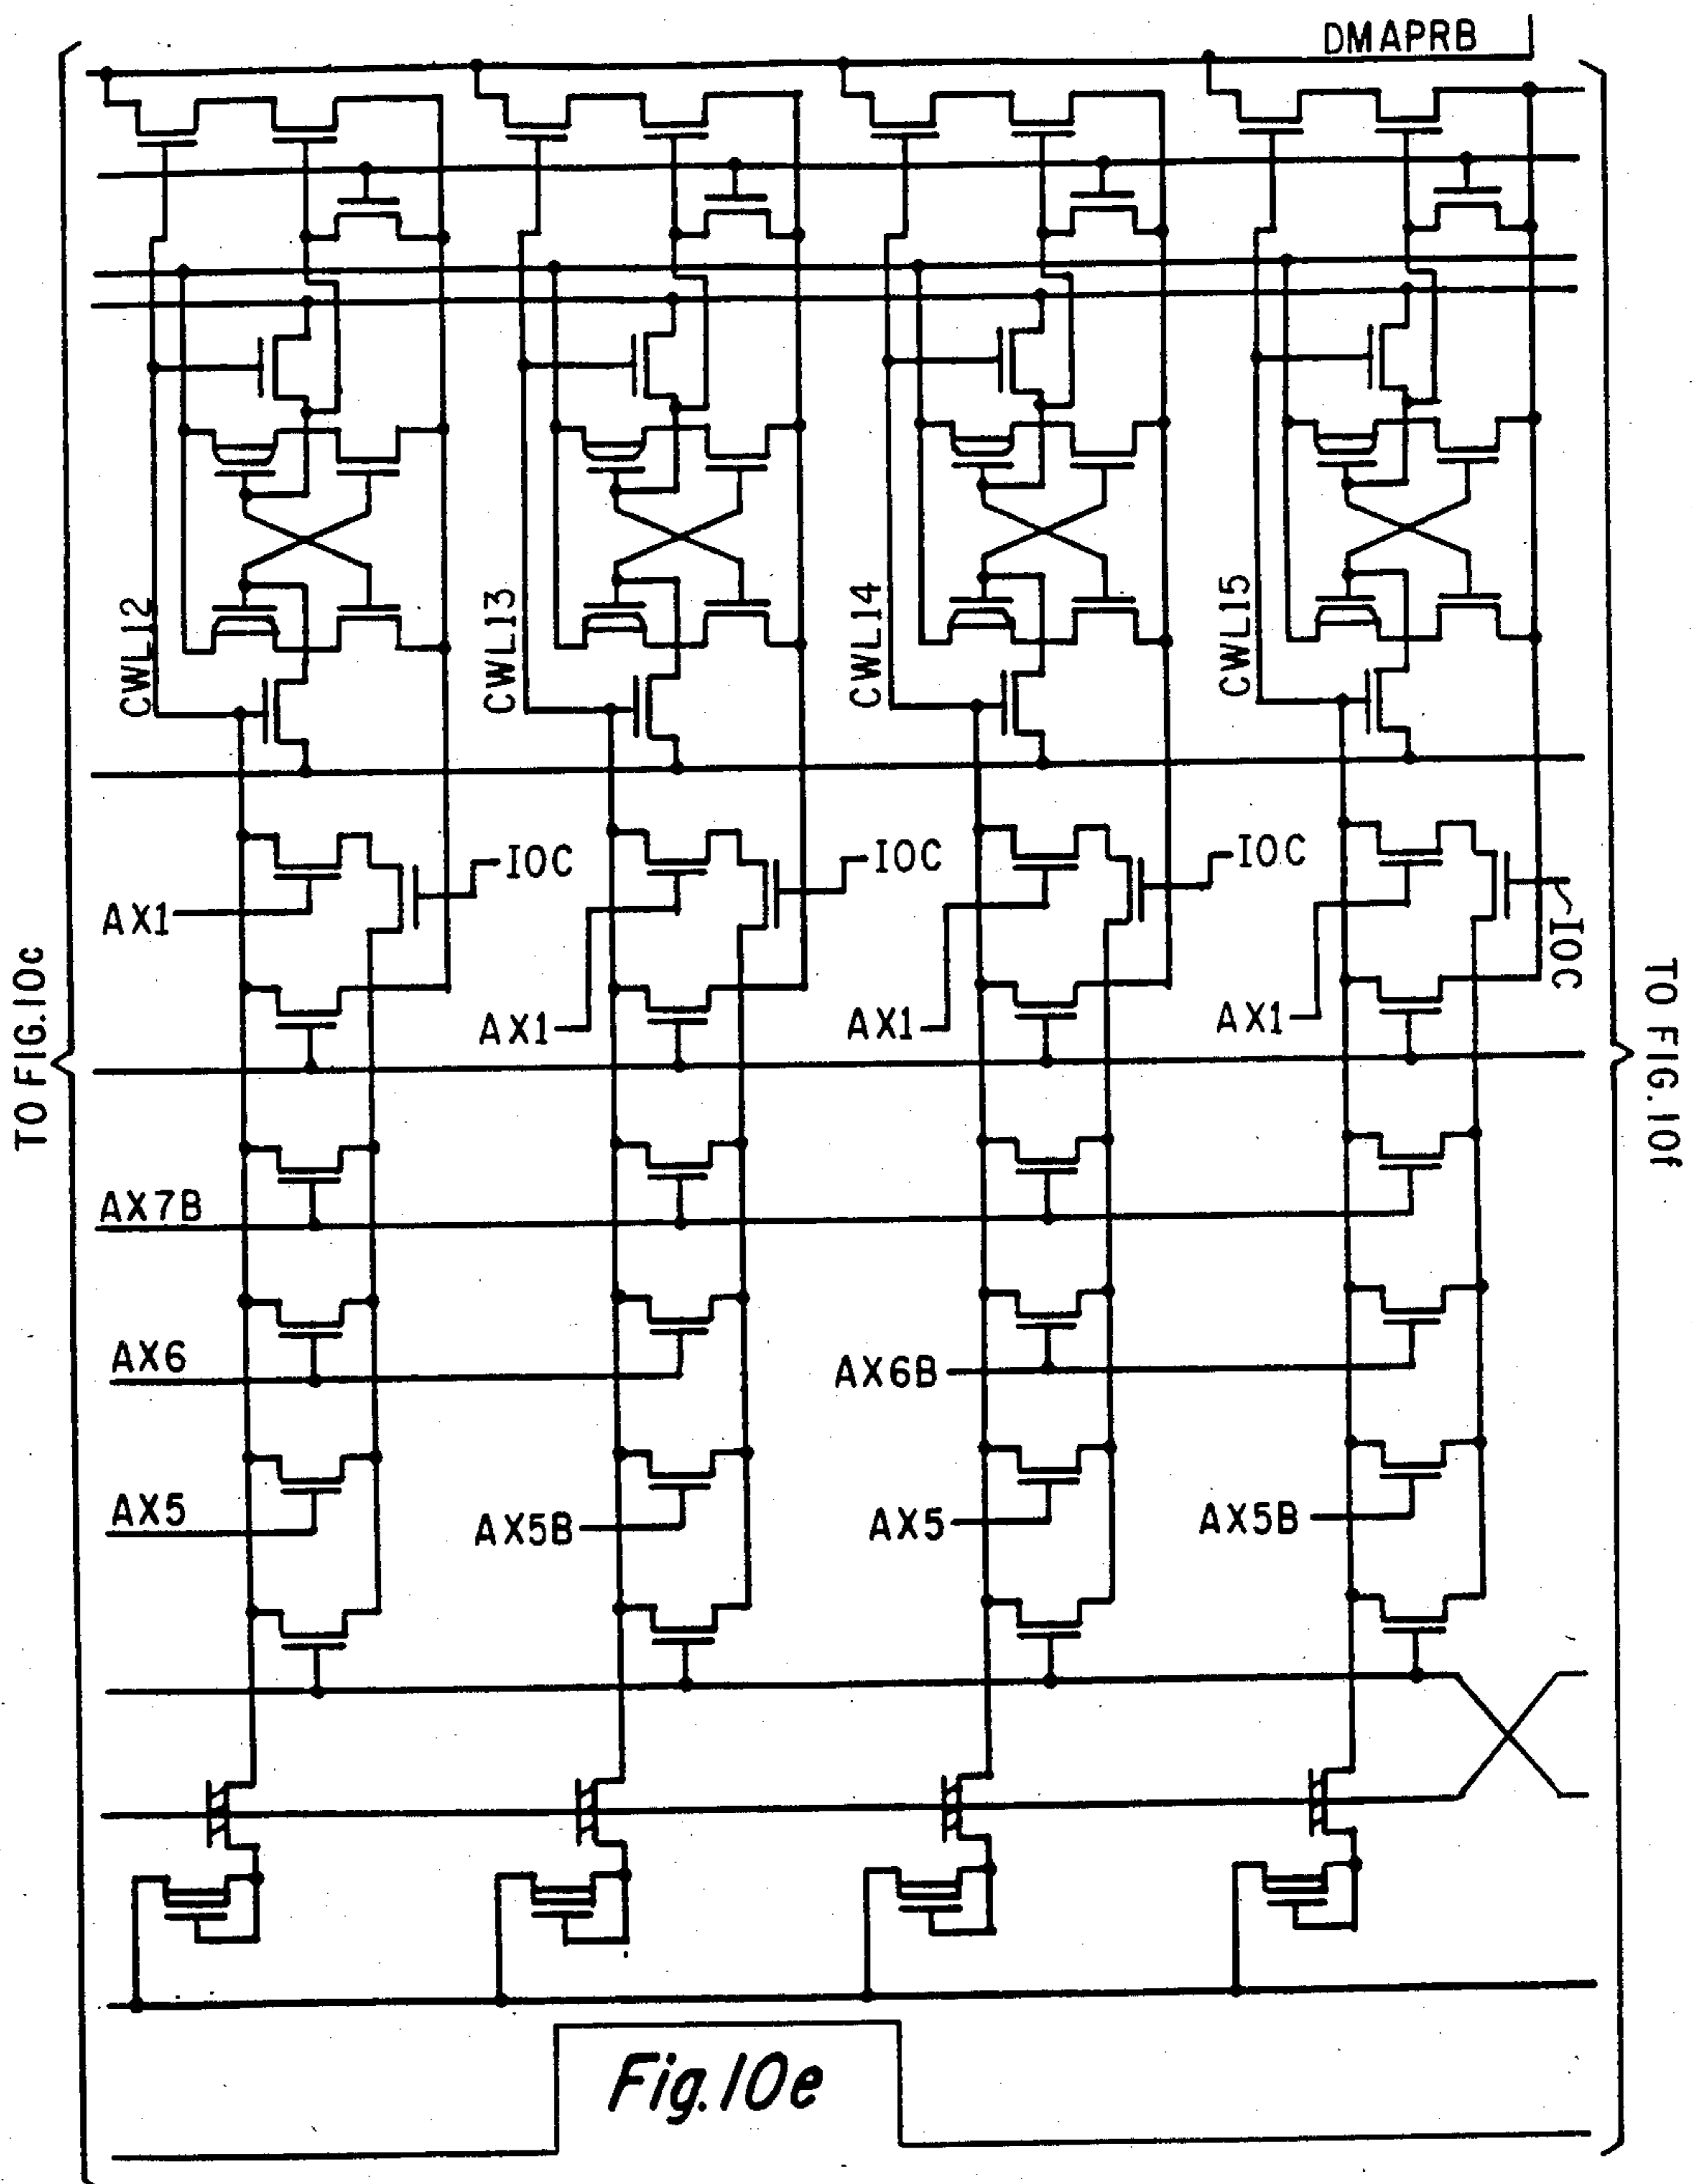 DMAPRB
CWL12
CWL13
CWL14
CWL15
IOC
IOC
IOC
IOC
AX1
AX1
AX1
AX1
TO FIG.10c
TO FIG.10f
AX7B
AX6
AX6B
AX5
AX5B
AX5
AX5B
Fig.10e